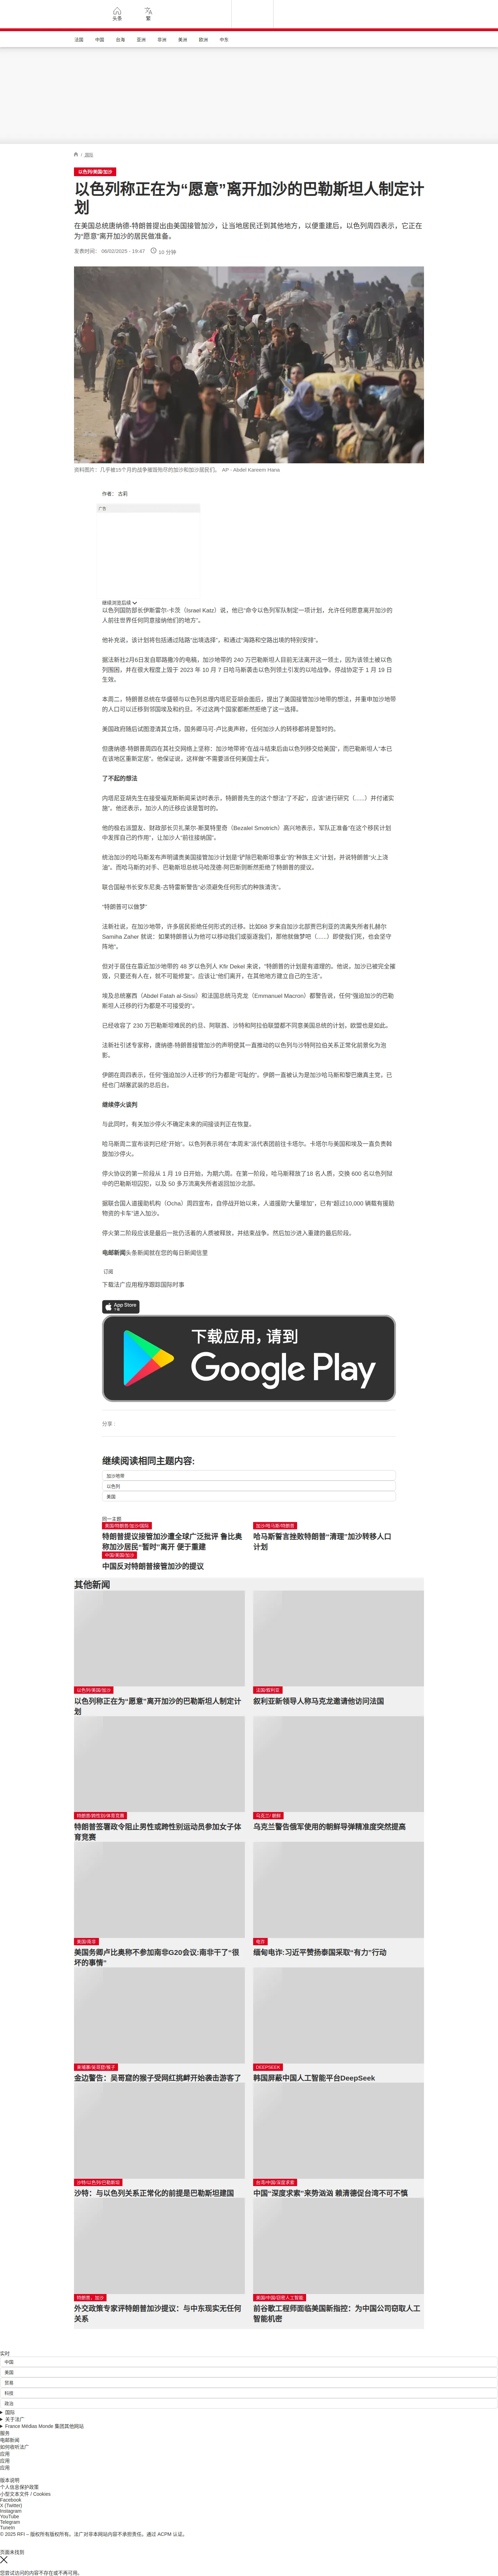 头条
繁
法国
中国
台海
亚洲
非洲
美洲
欧洲
中东
/ 国际
以色列/美国/加沙
以色列称正在为“愿意”离开加沙的巴勒斯坦人制定计
划
在美国总统唐纳德-特朗普提出由美国接管加沙，让当地居民迁到其他地方，以便重建后，以色列周四表示，它正在
为“愿意”离开加沙的居民做准备。
发表时间： 06/02/2025 - 19:47 10 分钟
资料图片：几乎被15个月的战争摧毁殆尽的加沙和加沙居民们。 AP - Abdel Kareem Hana
作者： 古莉
广告
继续浏览后续
以色列国防部长伊斯雷尔-卡茨（Israel Katz）说，他已“命令以色列军队制定一项计划，允许任何愿意离开加沙的
人前往世界任何同意接纳他们的地方”。
他补充说，该计划将包括通过陆路“出境选择”，和通过“海路和空路出境的特别安排”。
据法新社2月6日发自耶路撒冷的电稿，加沙地带的 240 万巴勒斯坦人目前无法离开这一领土，因为该领土被以色
列围困，并在很大程度上毁于 2023 年 10 月 7 日哈马斯袭击以色列领土引发的以哈战争。停战协定于 1 月 19 日
生效。
本周二，特朗普总统在华盛顿与以色列总理内塔尼亚胡会面后，提出了美国接管加沙地带的想法，并重申加沙地带
的人口可以迁移到邻国埃及和约旦。不过这两个国家都断然拒绝了这一选择。
美国政府随后试图澄清其立场，国务卿马可-卢比奥声称，任何加沙人的转移都将是暂时的。
但唐纳德-特朗普周四在其社交网络上坚称：加沙地带将“在战斗结束后由以色列移交给美国”，而巴勒斯坦人“本已
在该地区重新定居”。他保证说，这样做“不需要派任何美国士兵”。
了不起的想法
内塔尼亚胡先生在接受福克斯新闻采访时表示，特朗普先生的这个想法“了不起”，应该“进行研究（......）并付诸实
施”。他还表示，加沙人的迁移应该是暂时的。
他的极右派盟友、财政部长贝扎莱尔-斯莫特里奇（Bezalel Smotrich）高兴地表示，军队正准备“在这个移民计划
中发挥自己的作用”，让加沙人“前往接纳国”。
统治加沙的哈马斯发布声明谴责美国接管加沙计划是“铲除巴勒斯坦事业”的“种族主义”计划，并说特朗普“火上浇
油”。而哈马斯的对手、巴勒斯坦总统马哈茂德-阿巴斯则断然拒绝了特朗普的提议。
联合国秘书长安东尼奥-古特雷斯警告“必须避免任何形式的种族清洗”。
“特朗普可以做梦”
法新社说，在加沙地带，许多居民拒绝任何形式的迁移。比如68 岁来自加沙北部贾巴利亚的流离失所者扎赫尔
Samiha Zaher 就说：如果特朗普认为他可以移动我们或驱逐我们，那他就做梦吧（......）即使我们死，也会坚守
阵地”。
但对于居住在靠近加沙地带的 48 岁以色列人 Kfir Dekel 来说，“特朗普的计划是有道理的。他说，加沙已被完全摧
毁，只要还有人在，就不可能修复”。应该让“他们离开，在其他地方建立自己的生活”。
埃及总统塞西（Abdel Fatah al-Sissi）和法国总统马克龙（Emmanuel Macron）都警告说，任何“强迫加沙的巴勒
斯坦人迁移的行为都是不可接受的”。
已经收容了 230 万巴勒斯坦难民的约旦、阿联酋、沙特和阿拉伯联盟都不同意美国总统的计划，欧盟也是如此。
法新社引述专家称，唐纳德-特朗普接管加沙的声明使其一直推动的以色列与沙特阿拉伯关系正常化前景化为泡
影。
伊朗在周四表示，任何“强迫加沙人迁移”的行为都是“可耻的”。伊朗一直被认为是加沙哈马斯和黎巴嫩真主党，已
经也门胡塞武装的总后台。
继续停火谈判
与此同时，有关加沙停火不确定未来的间接谈判正在恢复。
哈马斯周二宣布谈判已经“开始”。以色列表示将在“本周末”派代表团前往卡塔尔。卡塔尔与美国和埃及一直负责斡
旋加沙停火。
停火协议的第一阶段从 1 月 19 日开始，为期六周。在第一阶段，哈马斯释放了18 名人质，交换 600 名以色列狱
中的巴勒斯坦囚犯，以及 50 多万流离失所者返回加沙北部。
据联合国人道援助机构（Ocha）周四宣布，自停战开始以来，人道援助“大量增加”，已有“超过10,000 辆载有援助
物资的卡车”进入加沙。
停火第二阶段应该是最后一批仍活着的人质被释放，并结束战争。然后加沙进入重建的最后阶段。
电邮新闻头条新闻就在您的每日新闻信里
订阅
下载法广应用程序跟踪国际时事
App Store
下载应用，请到
Google Play
分享 :
继续阅读相同主题内容:
加沙地带
以色列
美国
同一主题
美国/特朗普/加沙/国际
特朗普提议接管加沙遭全球广泛批评 鲁比奥
称加沙居民“暂时”离开 便于重建
加沙/哈马斯/特朗普
哈马斯誓言挫败特朗普“清理”加沙转移人口
计划
中国/美国/加沙
中国反对特朗普接管加沙的提议
其他新闻
以色列/美国/加沙
以色列称正在为“愿意”离开加沙的巴勒斯坦人制定计
划
法国/叙利亚
叙利亚新领导人称马克龙邀请他访问法国
特朗普/跨性别/体育竞赛
特朗普签署政令阻止男性或跨性别运动员参加女子体
育竞赛
乌克兰/ 朝鲜
乌克兰警告俄军使用的朝鲜导弹精准度突然提高
美国/南非
美国务卿卢比奥称不参加南非G20会议:南非干了“很
坏的事情”
电诈
缅甸电诈:习近平赞扬泰国采取“有力”行动
柬埔寨/吴哥窟/猴子
金边警告：吴哥窟的猴子受网红挑衅开始袭击游客了
DEEPSEEK
韩国屏蔽中国人工智能平台DeepSeek
沙特/以色列/巴勒斯坦
沙特：与以色列关系正常化的前提是巴勒斯坦建国
台湾/中国/深度求索
中国“深度求索”来势汹汹 赖清德促台湾不可不慎
特朗普，加沙
外交政策专家评特朗普加沙提议：与中东现实无任何
关系
美国/中国/窃密人工智能
前谷歌工程师面临美国新指控：为中国公司窃取人工
智能机密
实时
中国
美国
贸易
科技
政治
国际
关于法广
France Médias Monde 集团其他网站
服务
电邮新闻
如何收听法广
应用
应用
应用
版本说明
个人信息保护政策
小型文本文件 / Cookies
Facebook
X (Twitter)
Instagram
YouTube
Telegram
TuneIn
© 2025 RFI – 版权所有版权所有。法广对非本网站内容不承担责任。通过 ACPM 认证。
页面未找到
您尝试访问的内容不存在或不再可用。